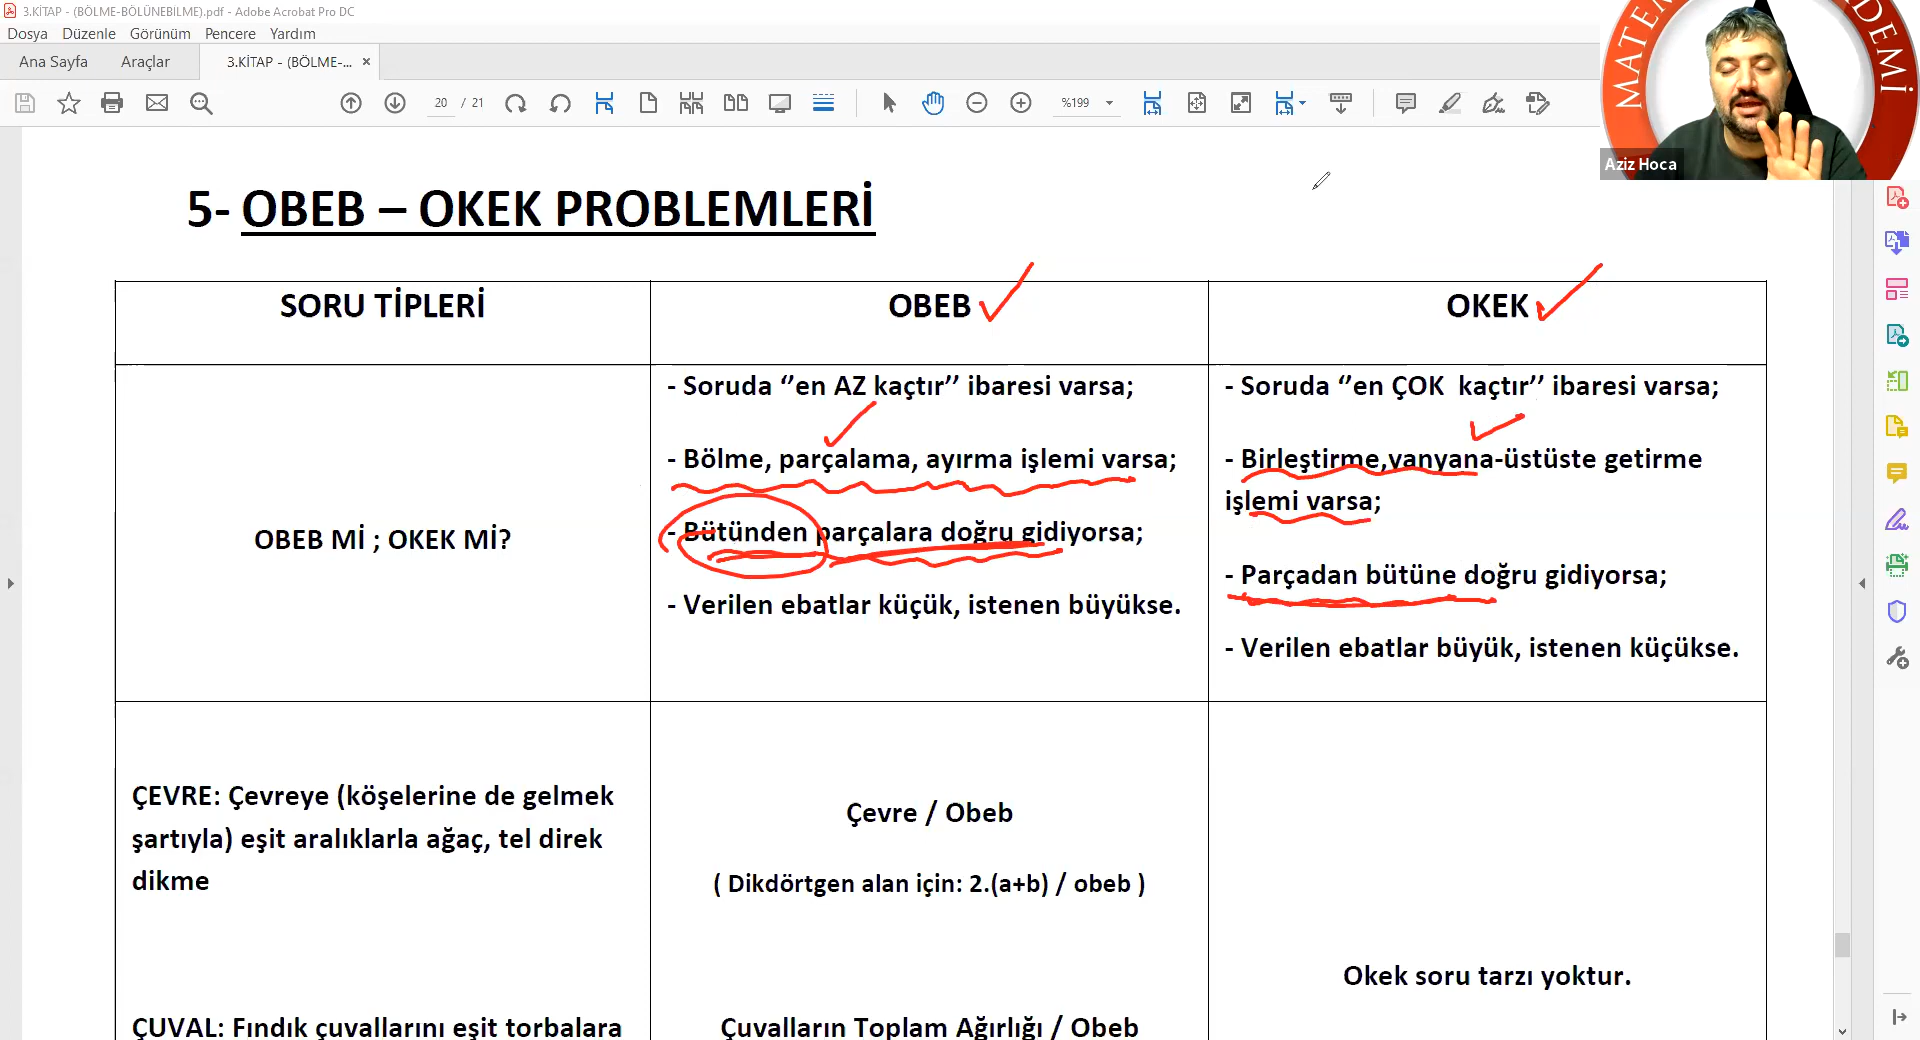 3.KİTAP - (BÖLME-BÖLÜNEBİLME).pdf - Adobe Acrobat Pro DC
Dosya Düzenle Görünüm Pencere Yardım
Ana Sayfa Araçlar 3.KİTAP - (BÖLME-... ×
20 / 21 %199
MATEM
DEMİ
Aziz Hoca
5- OBEB – OKEK PROBLEMLERİ
SORU TİPLERİ OBEB OKEK
OBEB Mİ ; OKEK Mİ?
- Soruda ‘’en AZ kaçtır’’ ibaresi varsa;
- Bölme, parçalama, ayırma işlemi varsa;
- Bütünden parçalara doğru gidiyorsa;
- Verilen ebatlar küçük, istenen büyükse.
- Soruda ‘’en ÇOK kaçtır’’ ibaresi varsa;
- Birleştirme,yanyana-üstüste getirme
işlemi varsa;
- Parçadan bütüne doğru gidiyorsa;
- Verilen ebatlar büyük, istenen küçükse.
ÇEVRE: Çevreye (köşelerine de gelmek
şartıyla) eşit aralıklarla ağaç, tel direk
dikme
Çevre / Obeb
( Dikdörtgen alan için: 2.(a+b) / obeb )
Okek soru tarzı yoktur.
ÇUVAL: Fındık çuvallarını eşit torbalara
Çuvalların Toplam Ağırlığı / Obeb